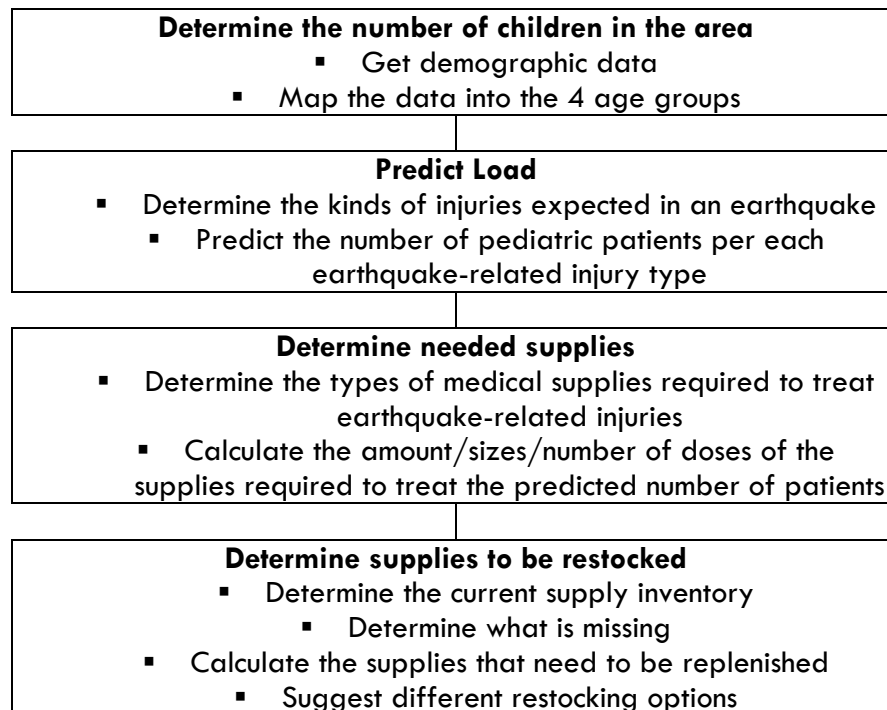 Determine the number of children in the area
▪ Get demographic data
▪ Map the data into the 4 age groups
Predict Load
▪ Determine the kinds of injuries expected in an earthquake
▪ Predict the number of pediatric patients per each
earthquake-related injury type
Determine needed supplies
▪ Determine the types of medical supplies required to treat
earthquake-related injuries
▪ Calculate the amount/sizes/number of doses of the
supplies required to treat the predicted number of patients
Determine supplies to be restocked
▪ Determine the current supply inventory
▪ Determine what is missing
▪ Calculate the supplies that need to be replenished
▪ Suggest different restocking options